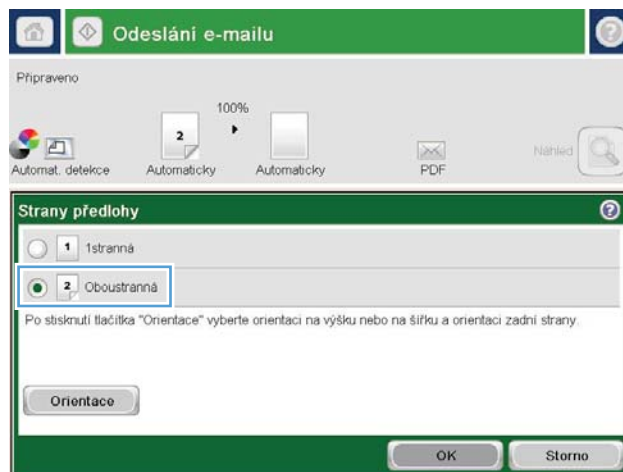 Odeslání e-mailu
?
Připraveno
100%
2
Automat. detekce Automaticky Automaticky PDF Náhled
Strany předlohy ?
1 1stranná
2 Oboustranná
Po stisknutí tlačítka "Orientace" vyberte orientaci na výšku nebo na šířku a orientaci zadní strany.
Orientace
OK Storno